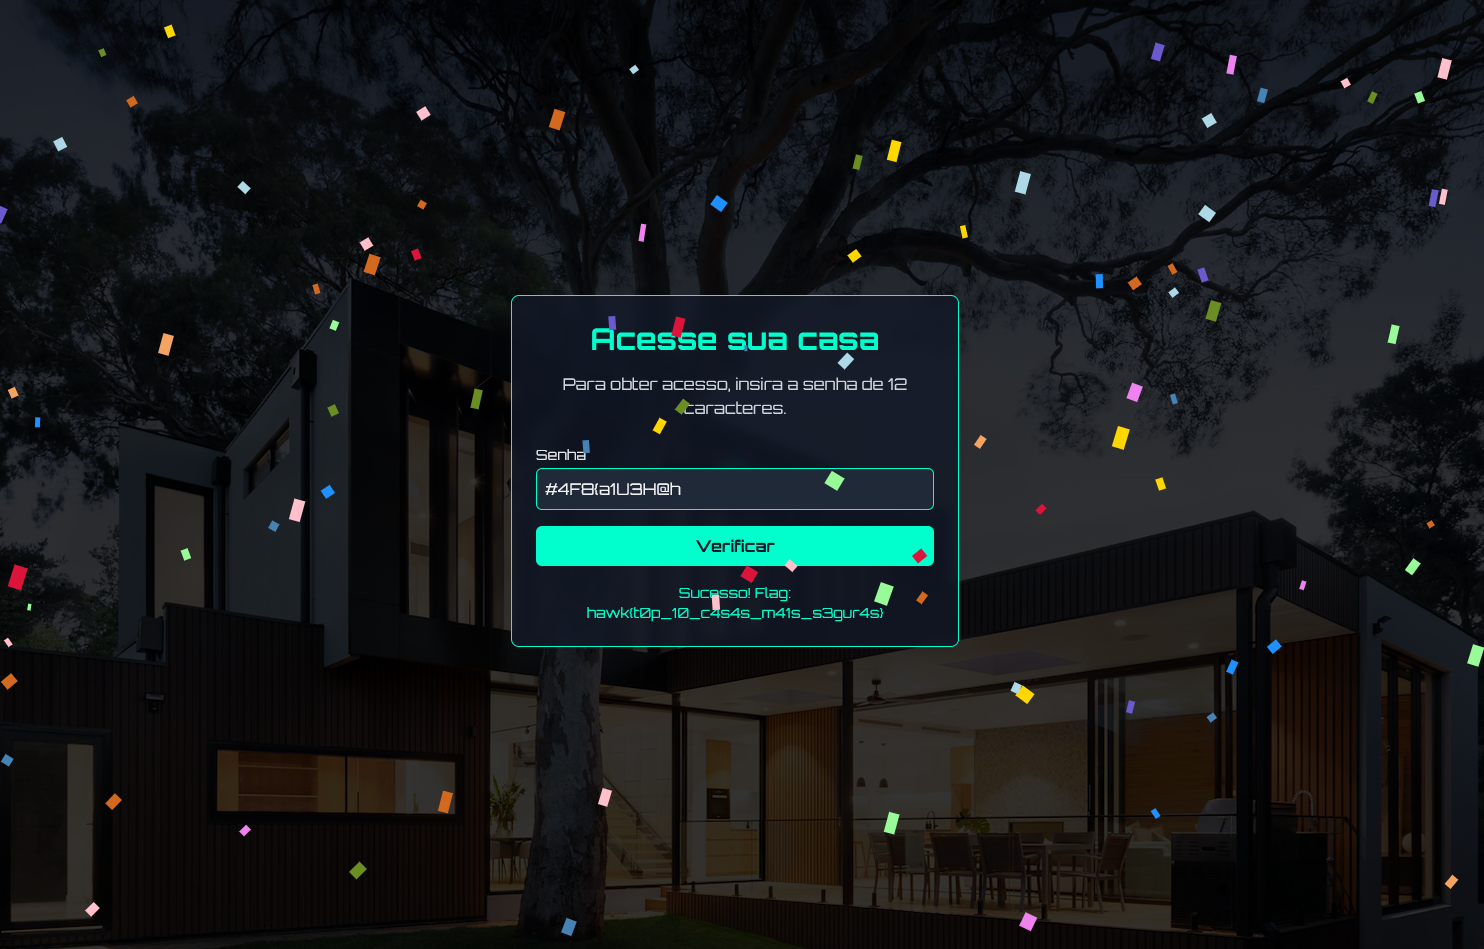 Acesse sua casa
Para obter acesso, insira a senha de 12
caracteres.
Senha
#4F8(a1U3H@h
Verificar
Sucesso! Flag:
hawk{t0p_10_c4s4s_m41s_s3gur4s}